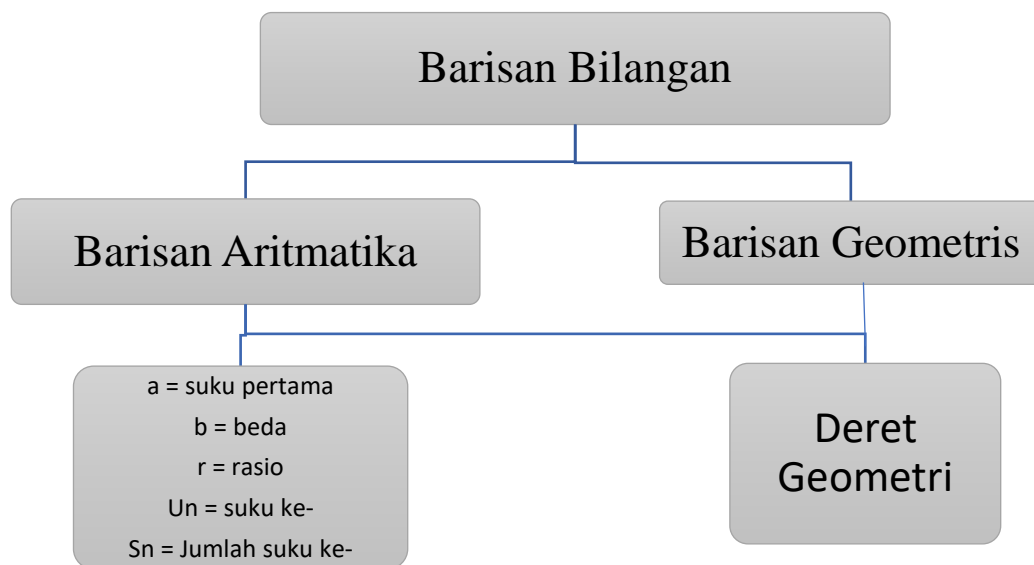 Barisan Bilangan
Barisan Aritmatika
Barisan Geometris
a = suku pertama
b = beda
r = rasio
Un = suku ke-
Sn = Jumlah suku ke-
Deret
Geometri